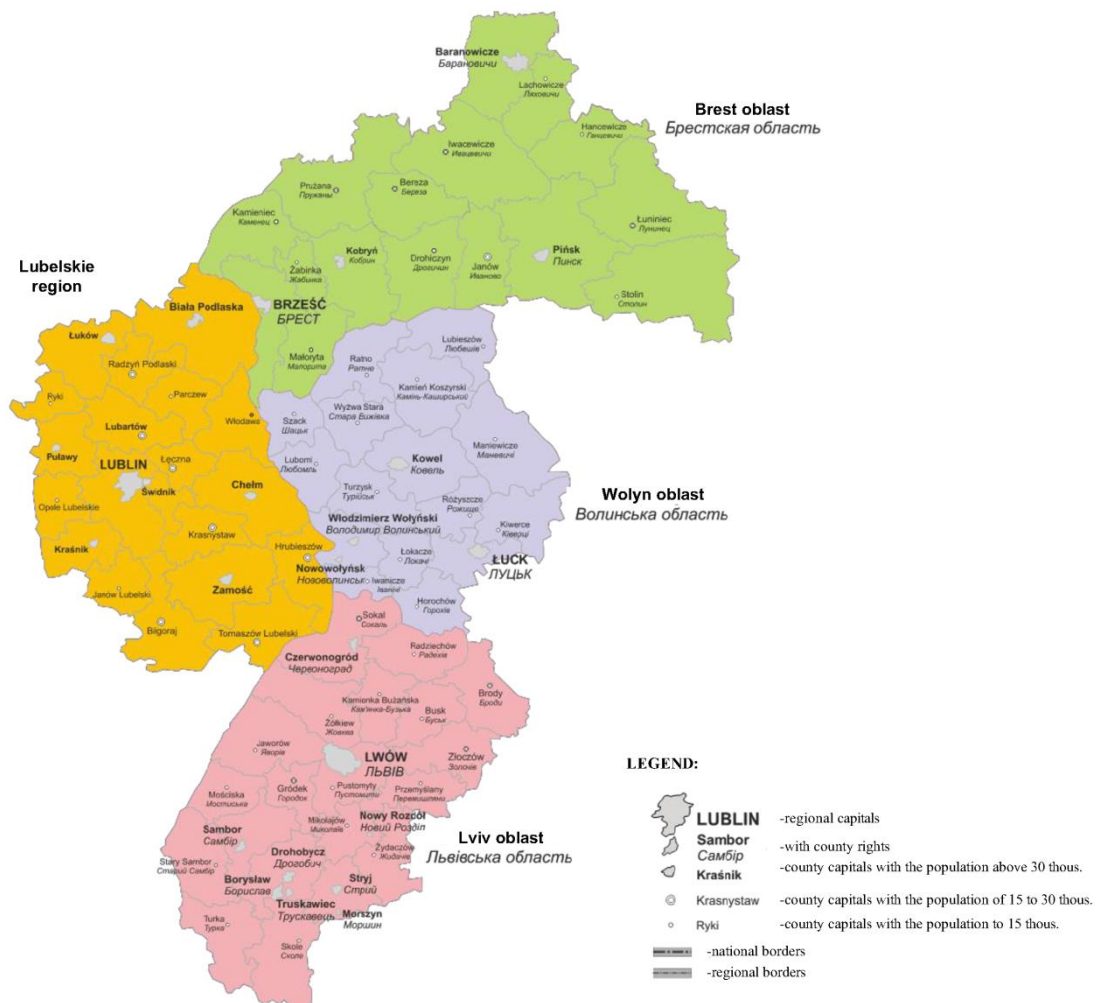 Baranowicze
Барановичи
Lachowicze
Ляховичи
Brest oblast
Брестская область
Hancewicze
Ганцевичи
Iwacewicze
Ивацевичи
Prużana
Пружаны
Bereza
Береза
Kamieniec
Каменец
Łuniniec
Лунинец
Kobryń
Кобрин
Drohiczyn
Дрогичин
Janów
Иваново
Pińsk
Пинск
Żabinka
Жабинка
Stolin
Столин
BRZEŚĆ
БРЕСТ
Małoryta
Малорита
Lubelskie
region
Biała Podlaska
Łuków
Radzyń Podlaski
Ryki
Parczew
Włodawa
Lubartów
Puławy
LUBLIN
Łęczna
Świdnik
Chełm
Opole Lubelskie
Krasnystaw
Kraśnik
Hrubieszów
Janów Lubelski
Zamość
Biłgoraj
Tomaszów Lubelski
Lubieszów
Любешів
Ratno
Ратне
Kamień Koszyrski
Камінь-Каширський
Wyżwa Stara
Стара Вижівка
Szack
Шацьк
Maniewicze
Маневичі
Luboml
Любомль
Kowel
Ковель
Turzysk
Турійськ
Różyszcze
Рожище
Wolyn oblast
Волинська область
Włodzimierz Wołyński
Володимир Волинський
Kiwerce
Ківерці
Łokacze
Локачі
ŁUCK
ЛУЦЬК
Nowowołyńsk
Нововолинськ
Iwanicze
Іваничі
Horochów
Горохів
Sokal
Сокаль
Czerwonogród
Червоноград
Radziechów
Радехів
Kamienka Bużańska
Кам'янка-Бузька
Brody
Броди
Busk
Буськ
Żółkiew
Жовква
Jaworów
Яворів
LWÓW
ЛЬВІВ
Złoczów
Золочів
Mościska
Gródek
Городок
Pustomyty
Пустомити
Przemyślany
Перемишляни
Mikołajów
Миколаїв
Nowy Rozdół
Новий Розділ
Sambor
Самбір
Lviv oblast
Львівська область
Drohobycz
Дрогобич
Żydaczów
Жидачів
Stary Sambor
Старий Самбір
Borysław
Борислав
Stryj
Стрий
Truskawiec
Трускавець
Morszyn
Моршин
Turka
Турка
Skole
Сколе
LEGEND:
LUBLIN -regional capitals
Sambor
Самбір -with county rights
Kraśnik -county capitals with the population above 30 thous.
Krasnystaw -county capitals with the population of 15 to 30 thous.
Ryki -county capitals with the population to 15 thous.
-national borders
-regional borders